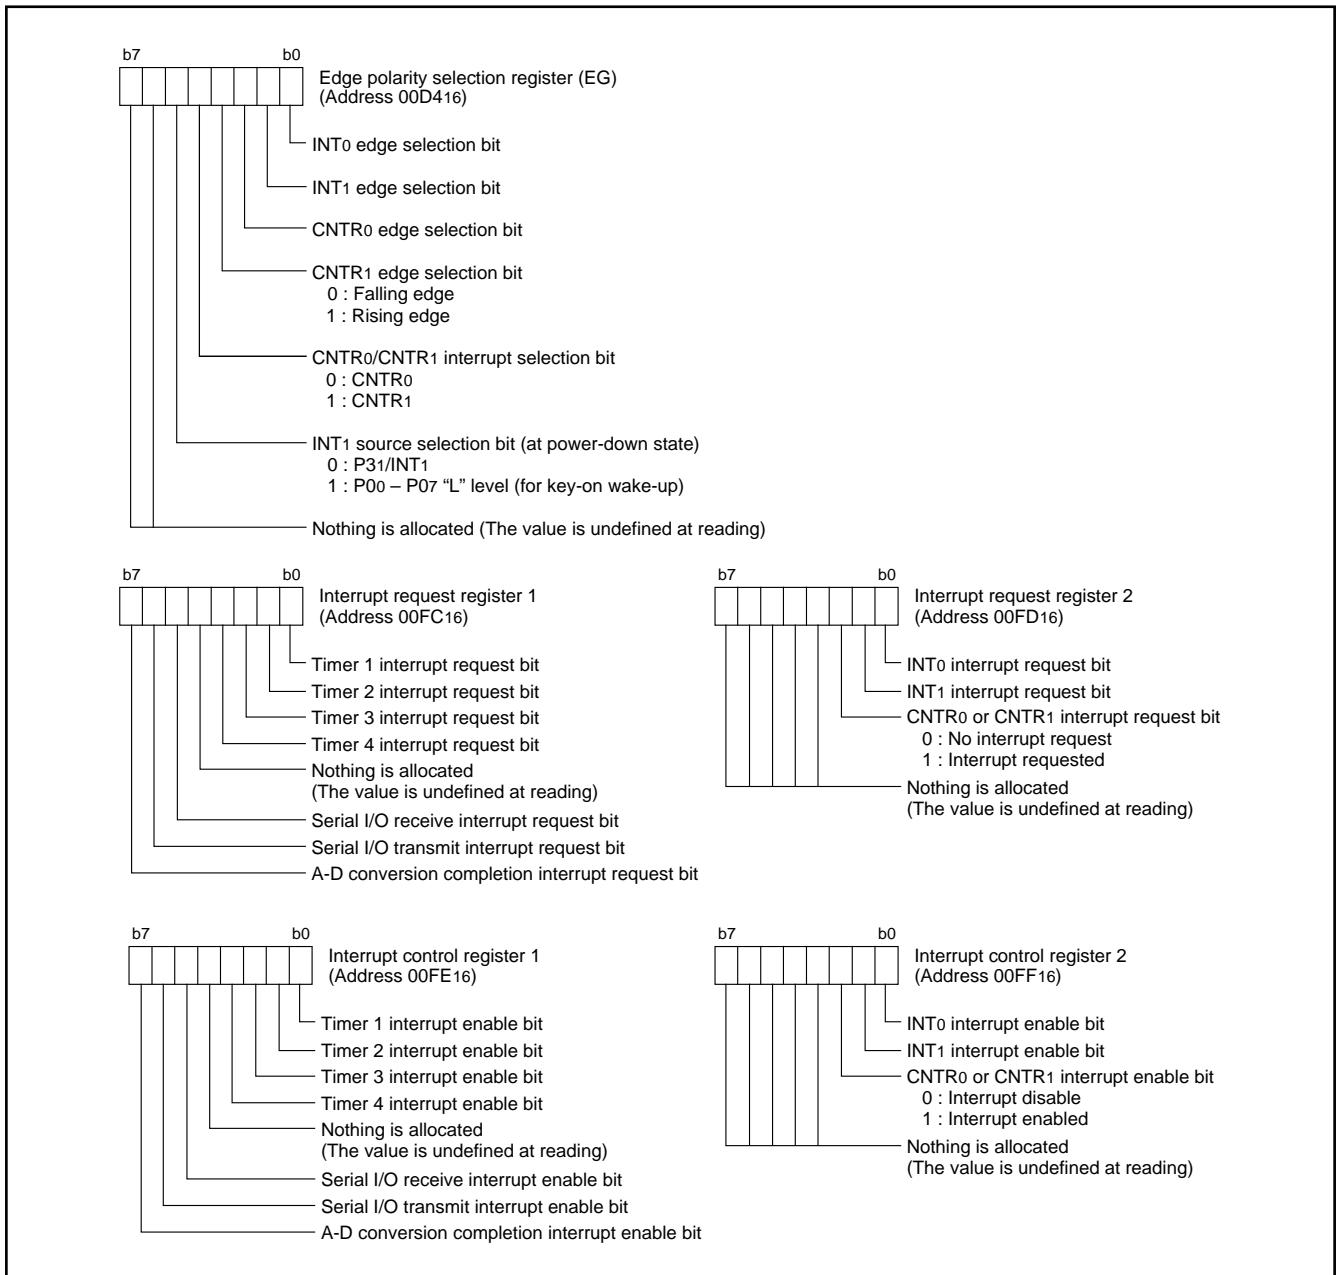 b7 b0
Edge polarity selection register (EG)
(Address 00D416)
INT0 edge selection bit
INT1 edge selection bit
CNTR0 edge selection bit
CNTR1 edge selection bit
0 : Falling edge
1 : Rising edge
CNTR0/CNTR1 interrupt selection bit
0 : CNTR0
1 : CNTR1
INT1 source selection bit (at power-down state)
0 : P31/INT1
1 : P00 – P07 “L” level (for key-on wake-up)
Nothing is allocated (The value is undefined at reading)
b7 b0
Interrupt request register 1
(Address 00FC16)
Timer 1 interrupt request bit
Timer 2 interrupt request bit
Timer 3 interrupt request bit
Timer 4 interrupt request bit
Nothing is allocated
(The value is undefined at reading)
Serial I/O receive interrupt request bit
Serial I/O transmit interrupt request bit
A-D conversion completion interrupt request bit
b7 b0
Interrupt request register 2
(Address 00FD16)
INT0 interrupt request bit
INT1 interrupt request bit
CNTR0 or CNTR1 interrupt request bit
0 : No interrupt request
1 : Interrupt requested
Nothing is allocated
(The value is undefined at reading)
b7 b0
Interrupt control register 1
(Address 00FE16)
Timer 1 interrupt enable bit
Timer 2 interrupt enable bit
Timer 3 interrupt enable bit
Timer 4 interrupt enable bit
Nothing is allocated
(The value is undefined at reading)
Serial I/O receive interrupt enable bit
Serial I/O transmit interrupt enable bit
A-D conversion completion interrupt enable bit
b7 b0
Interrupt control register 2
(Address 00FF16)
INT0 interrupt enable bit
INT1 interrupt enable bit
CNTR0 or CNTR1 interrupt enable bit
0 : Interrupt disable
1 : Interrupt enabled
Nothing is allocated
(The value is undefined at reading)